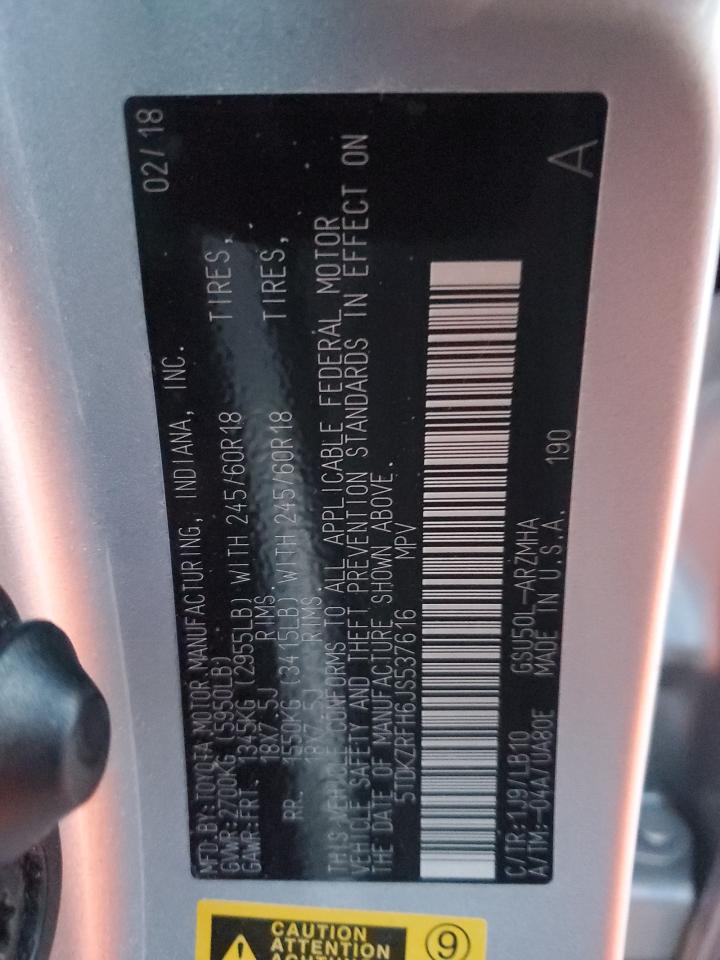 MFD.BY:TOYOTA MOTOR MANUFACTURING, INDIANA, INC. 02/18
GVWR:2700KG (5950LB)
GAWR:FRT. 1345KG (2955LB) WITH 245/60R18 TIRES,
18X7.5J RIMS,
RR. 1550KG (3415LB) WITH 245/60R18 TIRES,
18X7.5J RIMS.
THIS VEHICLE CONFORMS TO ALL APPLICABLE FEDERAL MOTOR
VEHICLE SAFETY AND THEFT PREVENTION STANDARDS IN EFFECT ON
THE DATE OF MANUFACTURE SHOWN ABOVE.
5TDKZRFH6JS537616 MPV
C/TR:1J9/LB10 GSU50L-ARZMHA
A/TM:-04A/UA80E MADE IN U.S.A. 190 A
CAUTION
ATTENTION
9